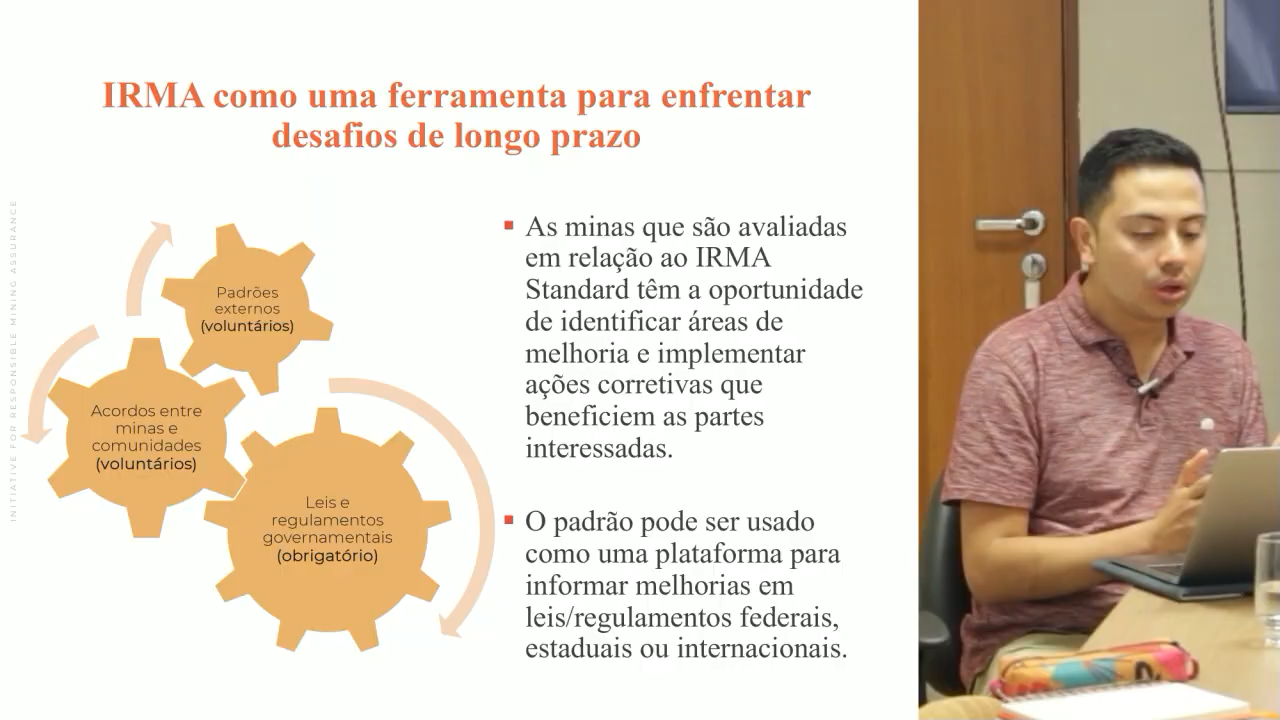 IRMA como uma ferramenta para enfrentar
desafios de longo prazo
INITIATIVE FOR RESPONSIBLE MINING ASSURANCE
Padrões
externos
(voluntários)
Acordos entre
minas e
comunidades
(voluntários)
Leis e
regulamentos
governamentais
(obrigatório)
▪ As minas que são avaliadas
em relação ao IRMA
Standard têm a oportunidade
de identificar áreas de
melhoria e implementar
ações corretivas que
beneficiem as partes
interessadas.
▪ O padrão pode ser usado
como uma plataforma para
informar melhorias em
leis/regulamentos federais,
estaduais ou internacionais.